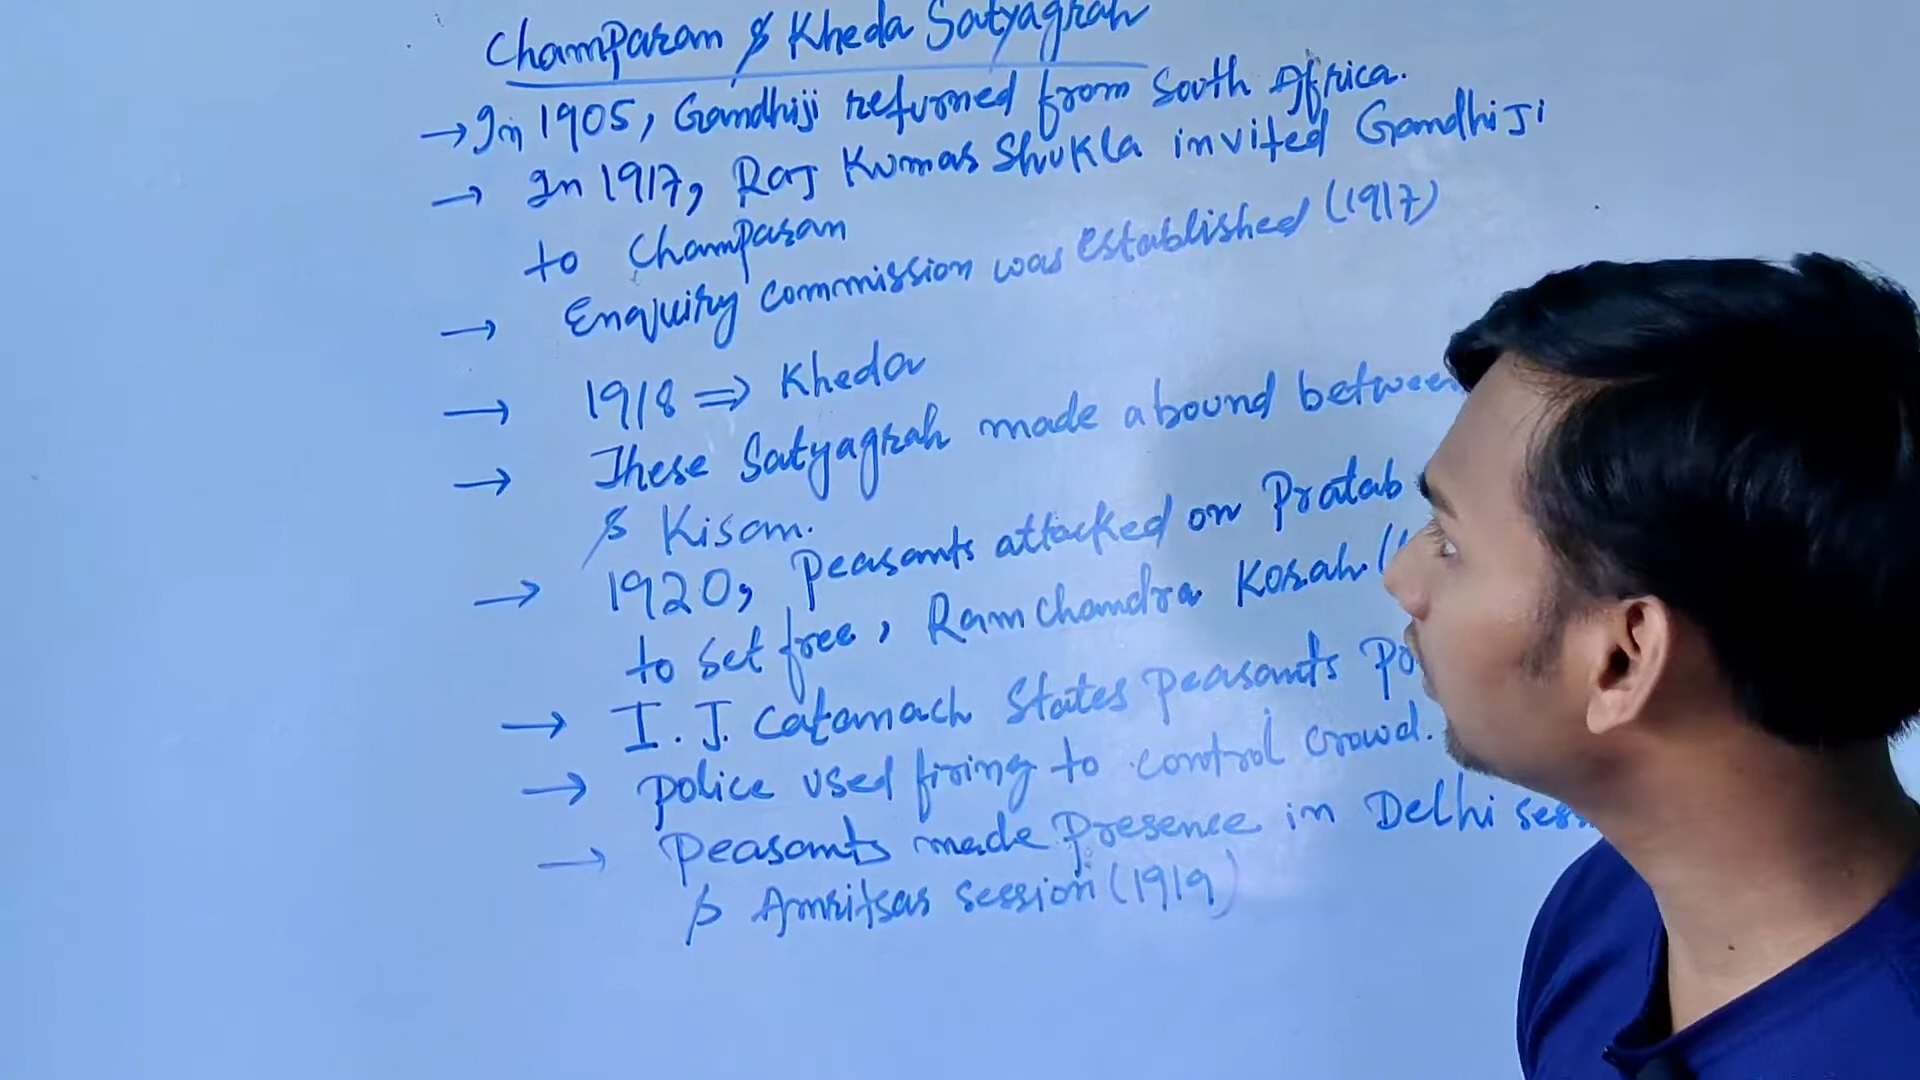 Champaran & Kheda Satyagrah
→ In 1905, Gandhiji returned from South Africa.
→ In 1917, Raj Kumar Shukla invited GandhiJi
to Champaran
→ Enquiry commission was established (1917)
→ 1918 ⇒ Kheda
→ These Satyagrah made a bound between
& Kisan.
→ 1920, Peasants attacked on Pratab
to set free, Ramchandra Korah (
→ I. J. Catanach States peasants
→ police used firing to control crowd.
→ Peasants made presence in Delhi
& Amritsar session (1919)